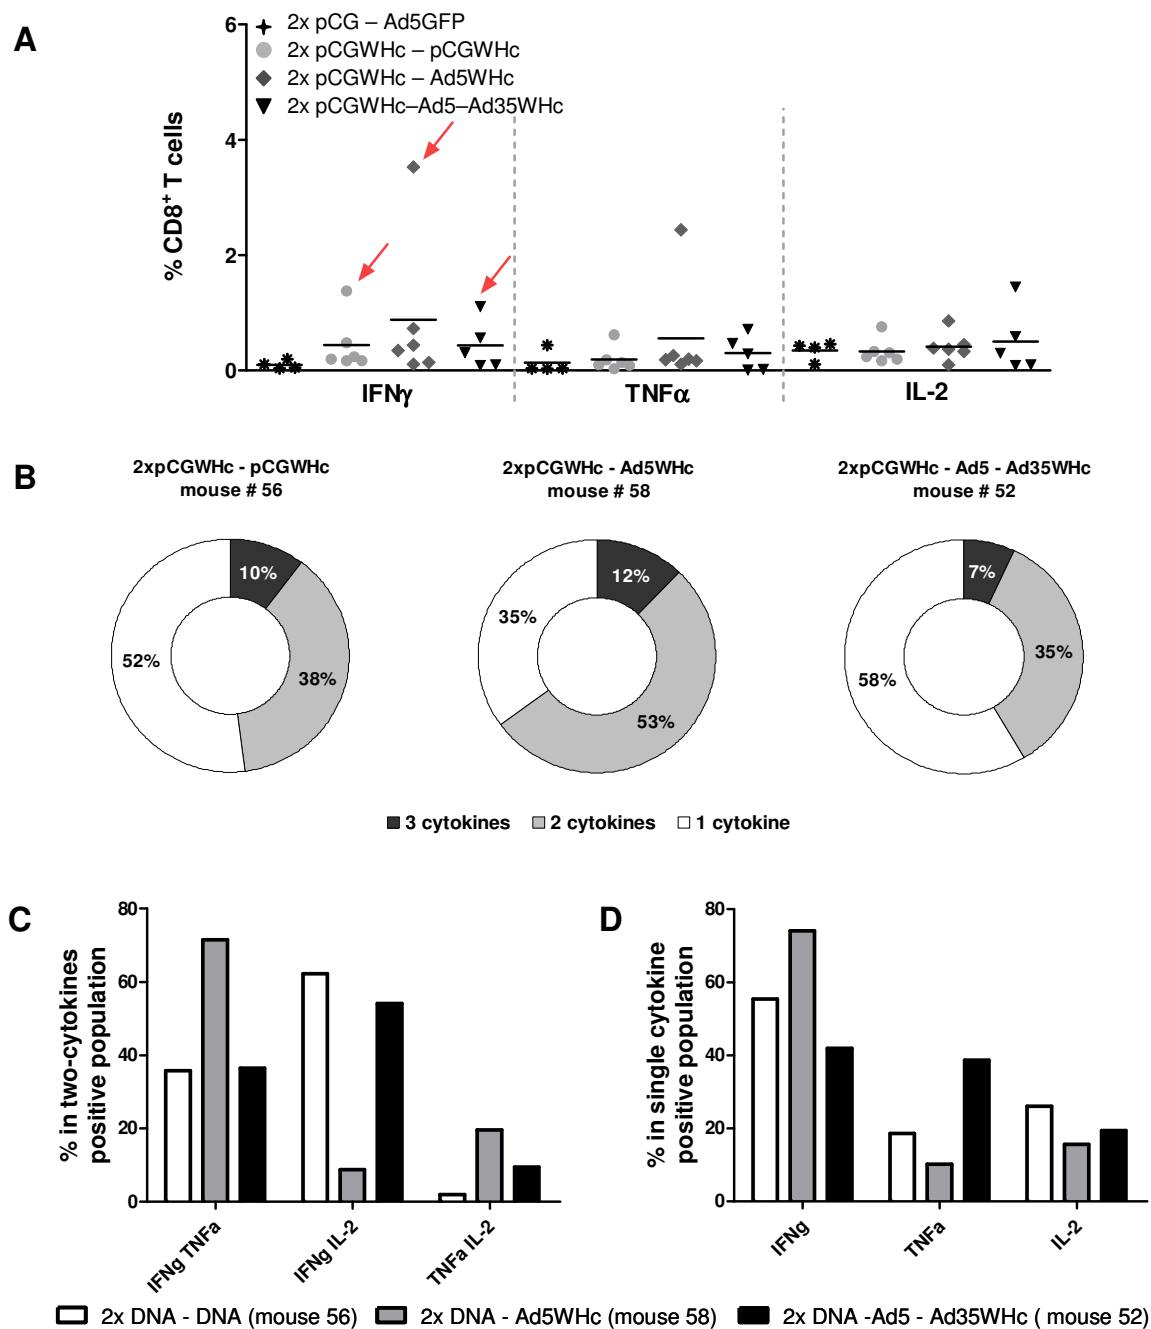 A
6
4
2
0
% CD8+ T cells
2x pCG – Ad5GFP
2x pCGWHc – pCGWHc
2x pCGWHc – Ad5WHc
2x pCGWHc–Ad5–Ad35WHc
IFNγ
TNFα
IL-2
B
2xpCGWHc - pCGWHc
mouse # 56
2xpCGWHc - Ad5WHc
mouse # 58
2xpCGWHc - Ad5 - Ad35WHc
mouse # 52
10%
38%
52%
12%
53%
35%
7%
35%
58%
3 cytokines
2 cytokines
1 cytokine
C
80
60
40
20
0
% in two-cytokines
positive population
IFNg TNFa
IFNg IL-2
TNFa IL-2
D
80
60
40
20
0
% in single cytokine
positive population
IFNg
TNFa
IL-2
2x DNA - DNA (mouse 56)
2x DNA - Ad5WHc (mouse 58)
2x DNA -Ad5 - Ad35WHc ( mouse 52)